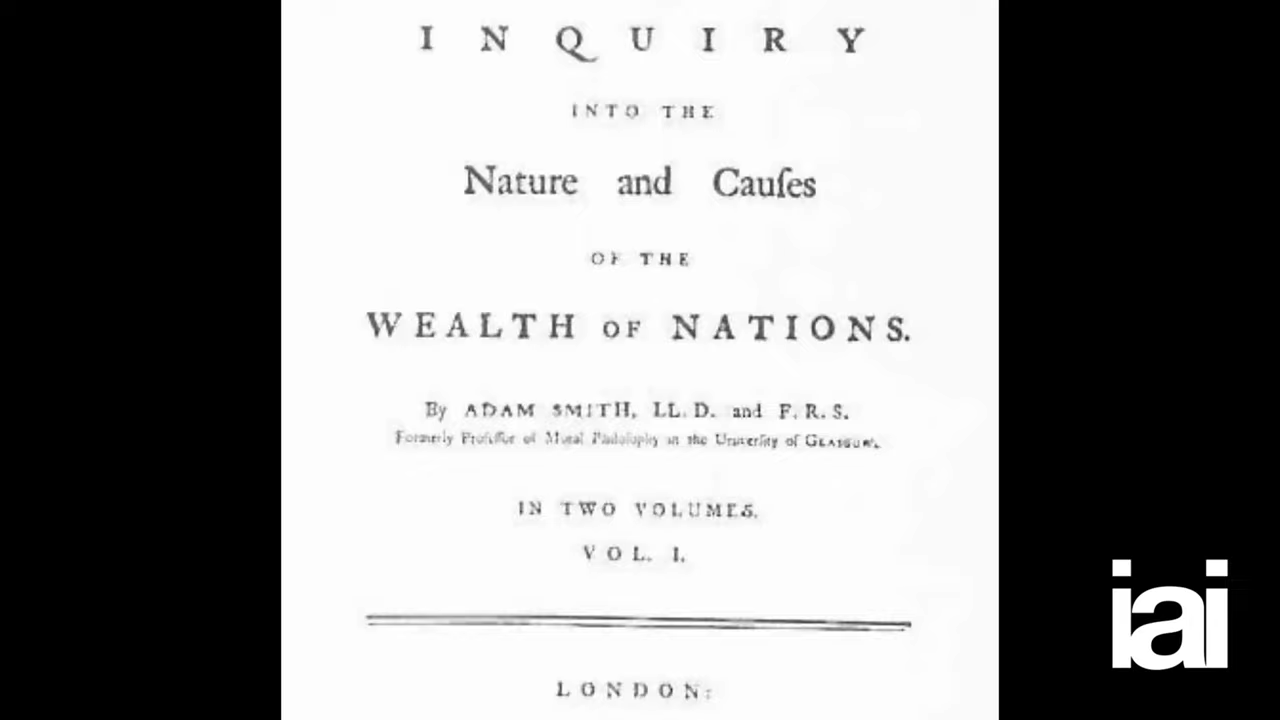 INQUIRY
INTO THE
Nature and Cauſes
OF THE
WEALTH OF NATIONS.
By ADAM SMITH, LL.D. and F.R.S.
Formerly Profeſſor of Moral Philoſophy in the Univerſity of GLASGOW.
IN TWO VOLUMES.
VOL. I.
LONDON:
iai